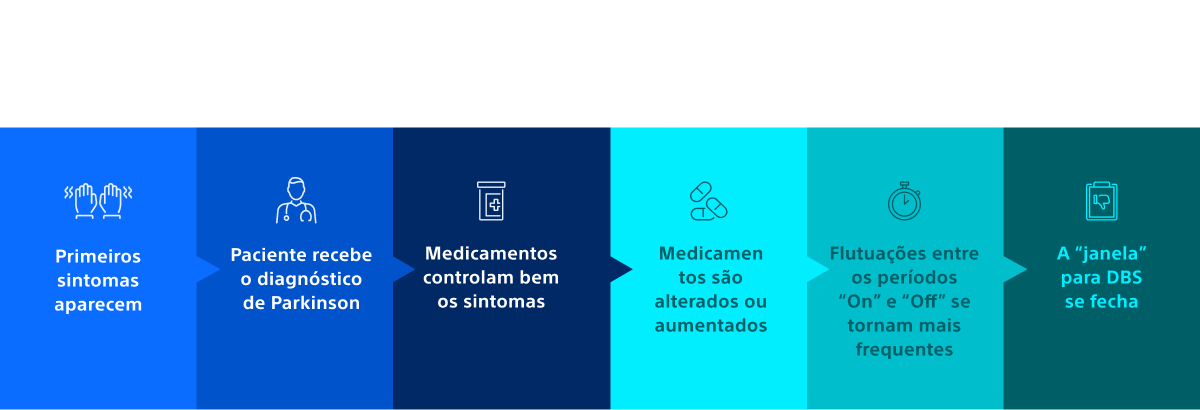 Primeiros
sintomas
aparecem
Paciente recebe
o diagnóstico
de Parkinson
Medicamentos
controlam bem
os sintomas
Medicamen
tos são
alterados ou
aumentados
Flutuações entre
os períodos
“On” e “Off” se
tornam mais
frequentes
A “janela”
para DBS
se fecha